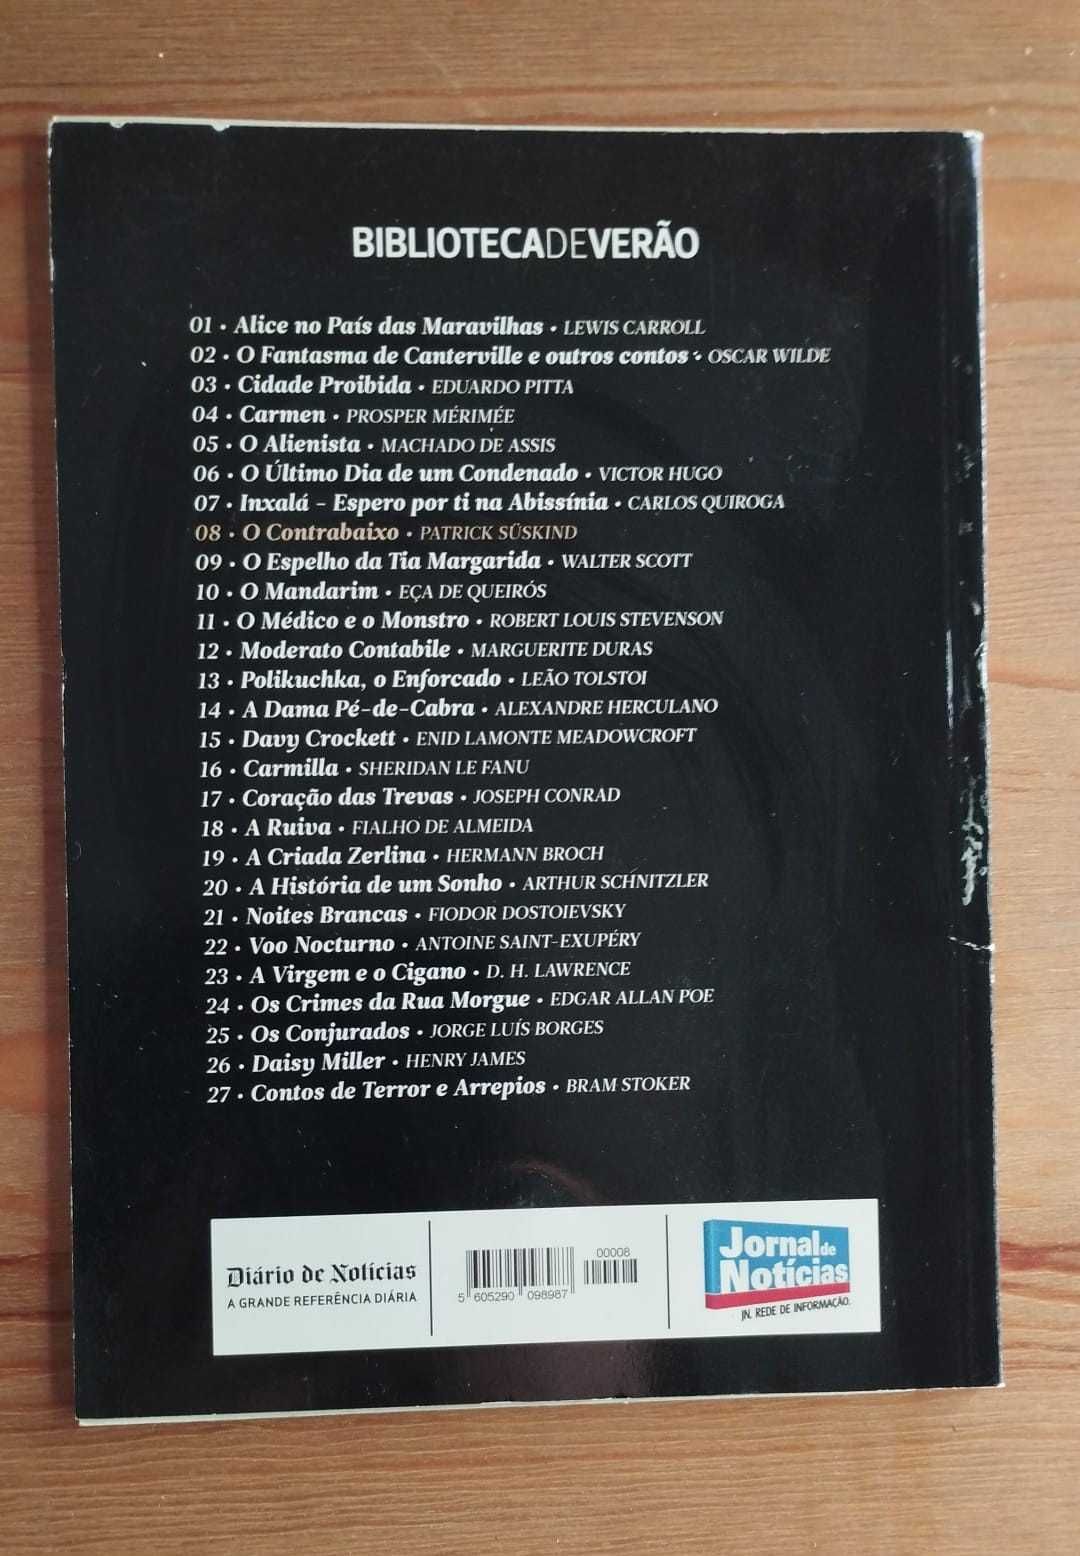 BIBLIOTECADEVERÃO
01 • Alice no País das Maravilhas • LEWIS CARROLL
02 • O Fantasma de Canterville e outros contos • OSCAR WILDE
03 • Cidade Proibida • EDUARDO PITTA
04 • Carmen • PROSPER MÉRIMÉE
05 • O Alienista • MACHADO DE ASSIS
06 • O Último Dia de um Condenado • VICTOR HUGO
07 • Inxalá – Espero por ti na Abissínia • CARLOS QUIROGA
08 • O Contrabaixo • PATRICK SÜSKIND
09 • O Espelho da Tia Margarida • WALTER SCOTT
10 • O Mandarim • EÇA DE QUEIRÓS
11 • O Médico e o Monstro • ROBERT LOUIS STEVENSON
12 • Moderato Contabile • MARGUERITE DURAS
13 • Polikuchka, o Enforcado • LEÃO TOLSTOI
14 • A Dama Pé-de-Cabra • ALEXANDRE HERCULANO
15 • Davy Crockett • ENID LAMONTE MEADOWCROFT
16 • Carmilla • SHERIDAN LE FANU
17 • Coração das Trevas • JOSEPH CONRAD
18 • A Ruiva • FIALHO DE ALMEIDA
19 • A Criada Zerlina • HERMANN BROCH
20 • A História de um Sonho • ARTHUR SCHNITZLER
21 • Noites Brancas • FIODOR DOSTOIEVSKY
22 • Voo Nocturno • ANTOINE SAINT-EXUPÉRY
23 • A Virgem e o Cigano • D. H. LAWRENCE
24 • Os Crimes da Rua Morgue • EDGAR ALLAN POE
25 • Os Conjurados • JORGE LUÍS BORGES
26 • Daisy Miller • HENRY JAMES
27 • Contos de Terror e Arrepios • BRAM STOKER
Diário de Notícias
A GRANDE REFERÊNCIA DIÁRIA
00008
5 605290 098987
Jornal de
Notícias
JN. REDE DE INFORMAÇÃO.